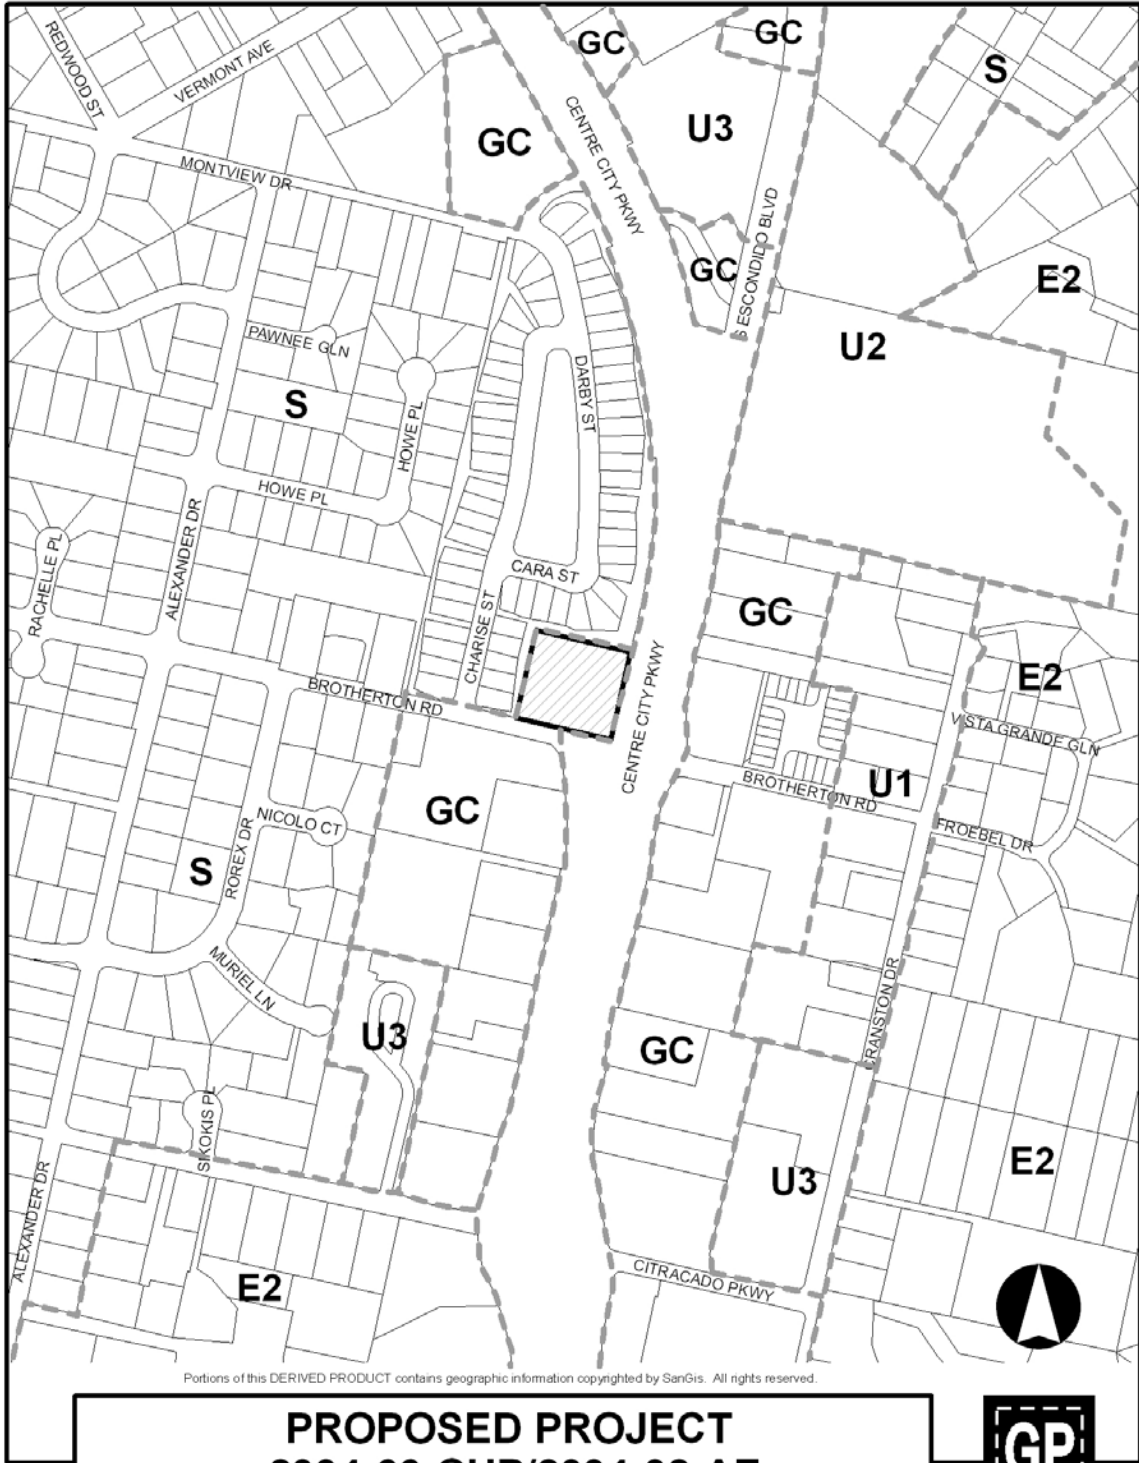 GC
GC
S
REDWOOD ST
VERMONT AVE
GC
CENTRE CITY PKWY
U3
MONTVIEW DR
S ESCONDIDO BLVD
GC
E2
PAWNEE GLN
U2
S
HOWE PL
DARBY ST
HOWE PL
ALEXANDER DR
RACHELLE PL
CARA ST
CHARISE ST
GC
BROTHERTON RD
CENTRE CITY PKWY
E2
VISTA GRANDE GLN
U1
BROTHERTON RD
FROEBEL DR
GC
NICOLO CT
ROREX DR
S
MURIEL LN
U3
GC
CRANSTON DR
SIKOKIS PL
E2
U3
ALEXANDER DR
E2
CITRACADO PKWY
Portions of this DERIVED PRODUCT contains geographic information copyrighted by SanGis. All rights reserved.
PROPOSED PROJECT
GP